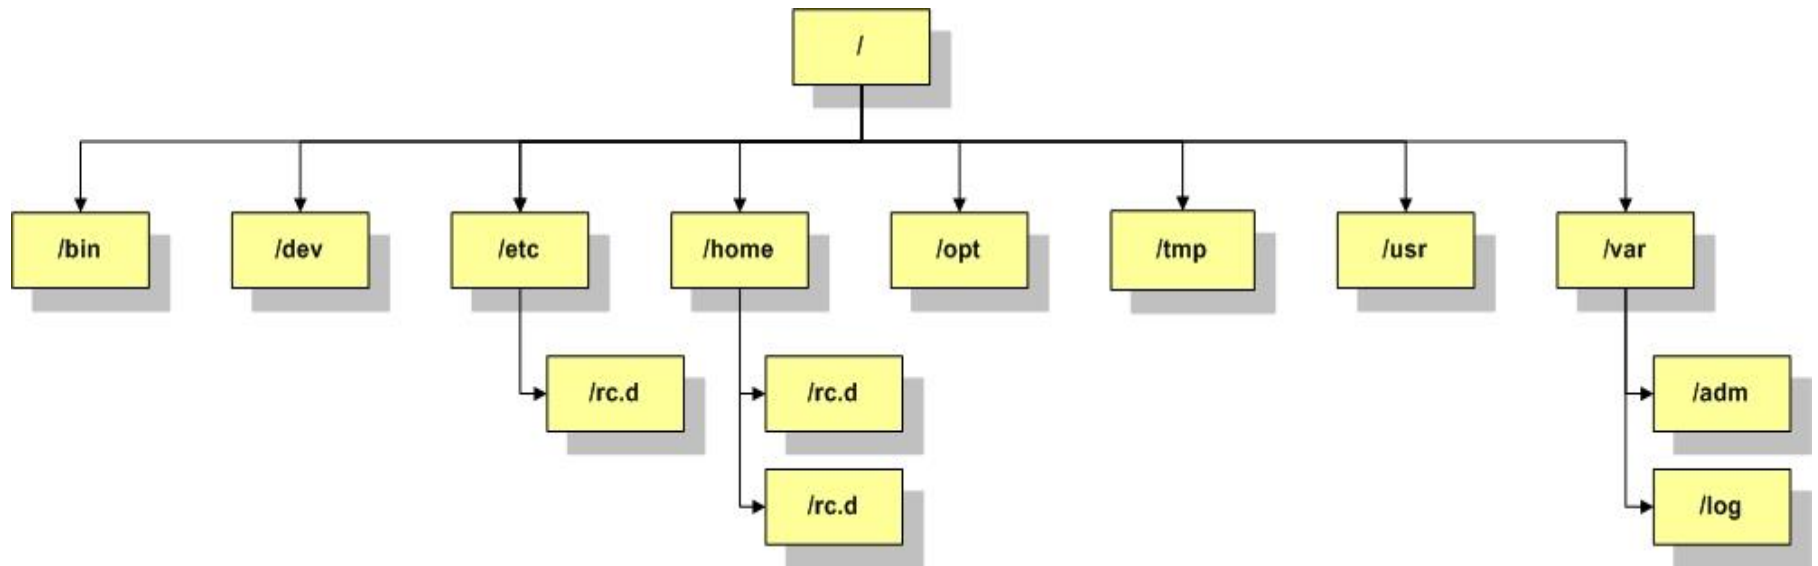 /
/bin
/dev
/etc
/home
/opt
/tmp
/usr
/var
/rc.d
/rc.d
/adm
/rc.d
/log